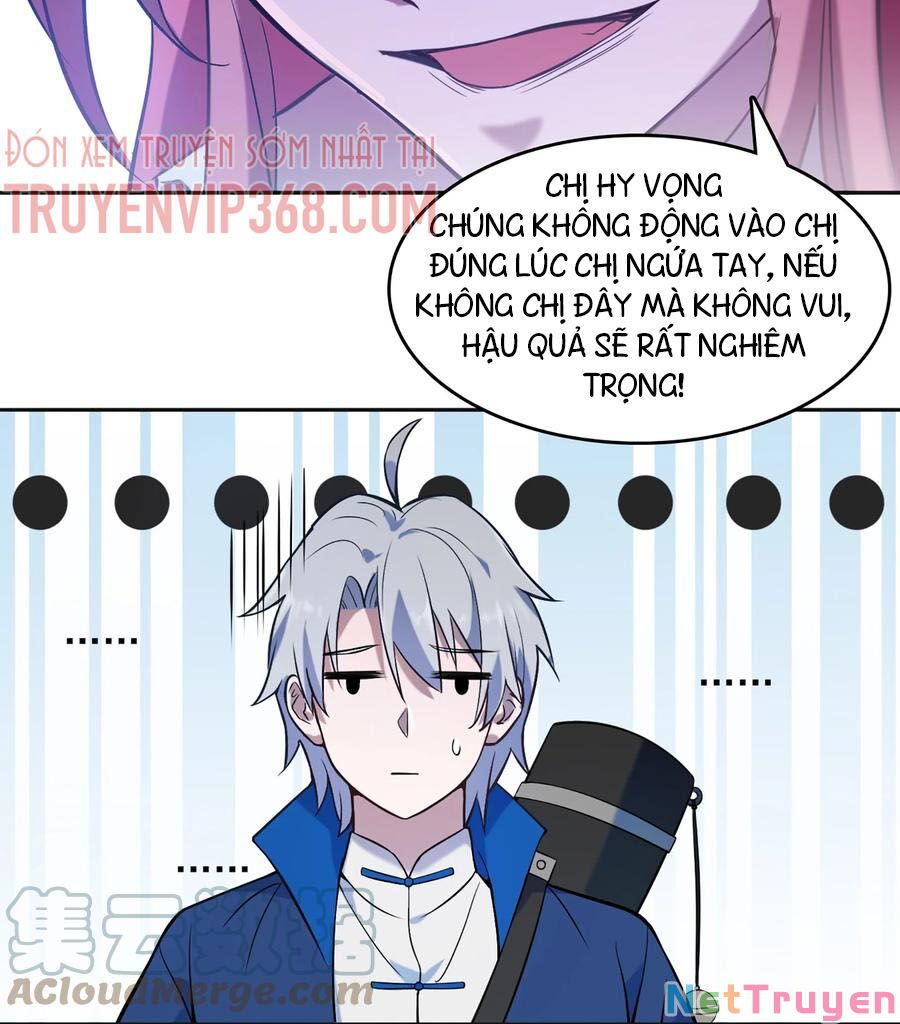 ĐÓN XEM TRUYỆN SỚM NHẤT TẠI
TRUYENVIP368.COM
CHỊ HY VỌNG
CHÚNG KHÔNG ĐỘNG VÀO CHỊ
ĐÚNG LÚC CHỊ NGỨA TAY, NẾU
KHÔNG CHỊ ĐÂY MÀ KHÔNG VUI,
HẬU QUẢ SẼ RẤT NGHIÊM
TRỌNG!
......
......
......
集云数据
AcloudMerge.com
NetTruyen